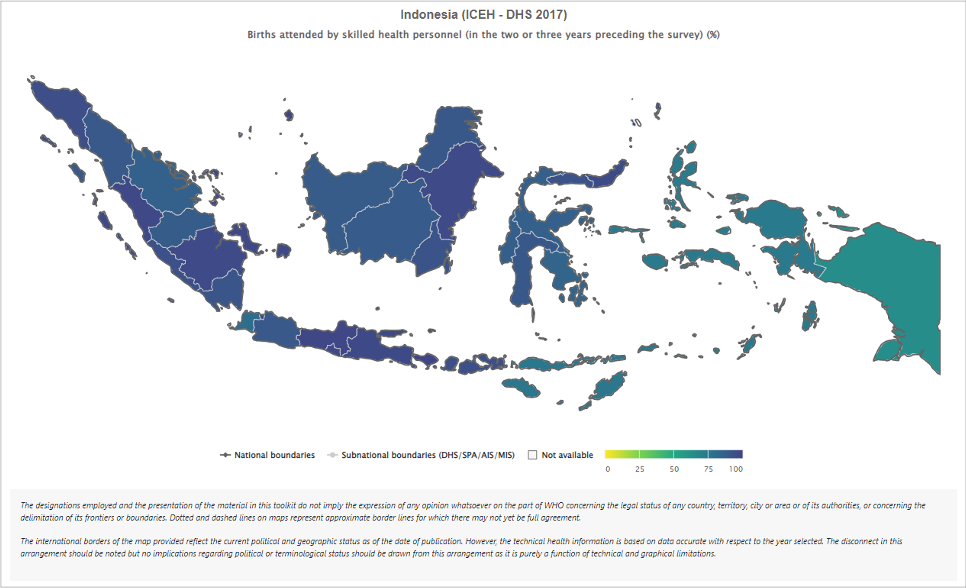 Indonesia (ICEH - DHS 2017)
Births attended by skilled health personnel (in the two or three years preceding the survey) (%)
National boundaries Subnational boundaries (DHS/SPA/AIS/MIS) Not available
0 25 50 75 100
The designations employed and the presentation of the material in this toolkit do not imply the expression of any opinion whatsoever on the part of WHO concerning the legal status of any country, territory, city or area or of its authorities, or concerning the
delimitation of its frontiers or boundaries. Dotted and dashed lines on maps represent approximate border lines for which there may not yet be full agreement.
The international borders of the map provided reflect the current political and geographic status as of the date of publication. However, the technical health information is based on data accurate with respect to the year selected. The disconnect in this
arrangement should be noted but no implications regarding political or terminological status should be drawn from this arrangement as it is purely a function of technical and graphical limitations.